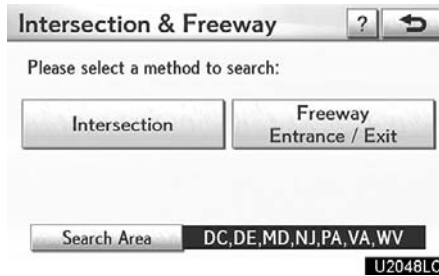 Intersection & Freeway ?
Please select a method to search:
Intersection
Freeway
Entrance / Exit
Search Area DC,DE,MD,NJ,PA,VA,WV
U2048LC